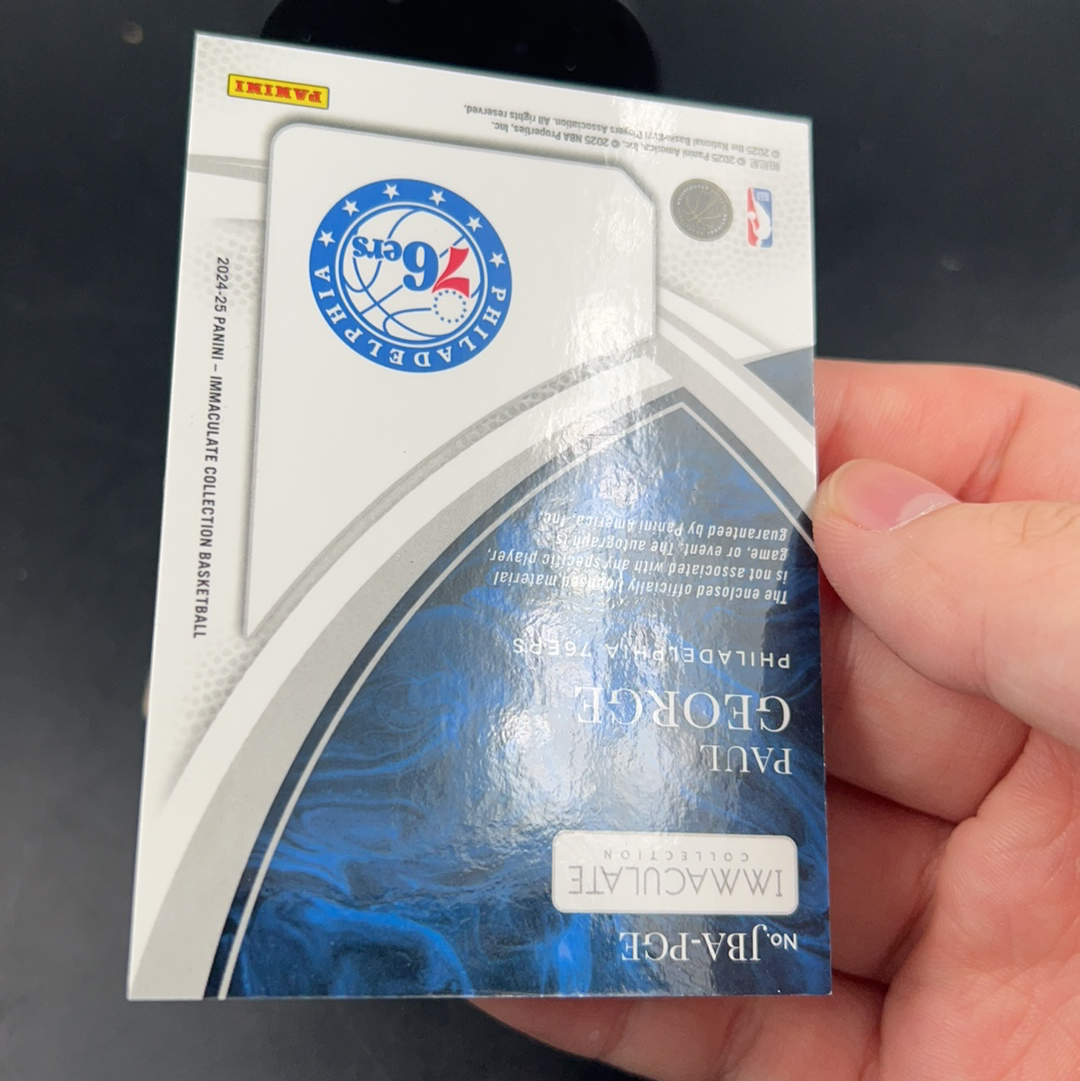 No. JBA-PGE
IMMACULATE
COLLECTION
PAUL
GEORGE
PHILADELPHIA 76ERS
The enclosed officially licensed material
is not associated with any specific player,
game, or event. The autograph is
guaranteed by Panini America, Inc.
PHILADELPHIA
76ers
NBA
© 2025 Panini America, Inc. © 2025 NBA Properties, Inc.
© 2025 the National Basketball Players Association. All rights reserved.
PANINI
2024-25 PANINI – IMMACULATE COLLECTION BASKETBALL